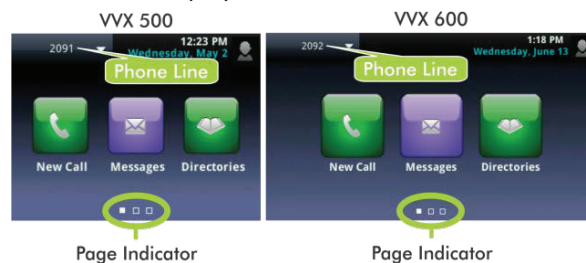 VVX 500
2091
12:23 PM
Wednesday, May 2
Phone Line
New Call Messages Directories
Page Indicator
VVX 600
2092
1:18 PM
Wednesday, June 13
Phone Line
New Call Messages Directories
Page Indicator